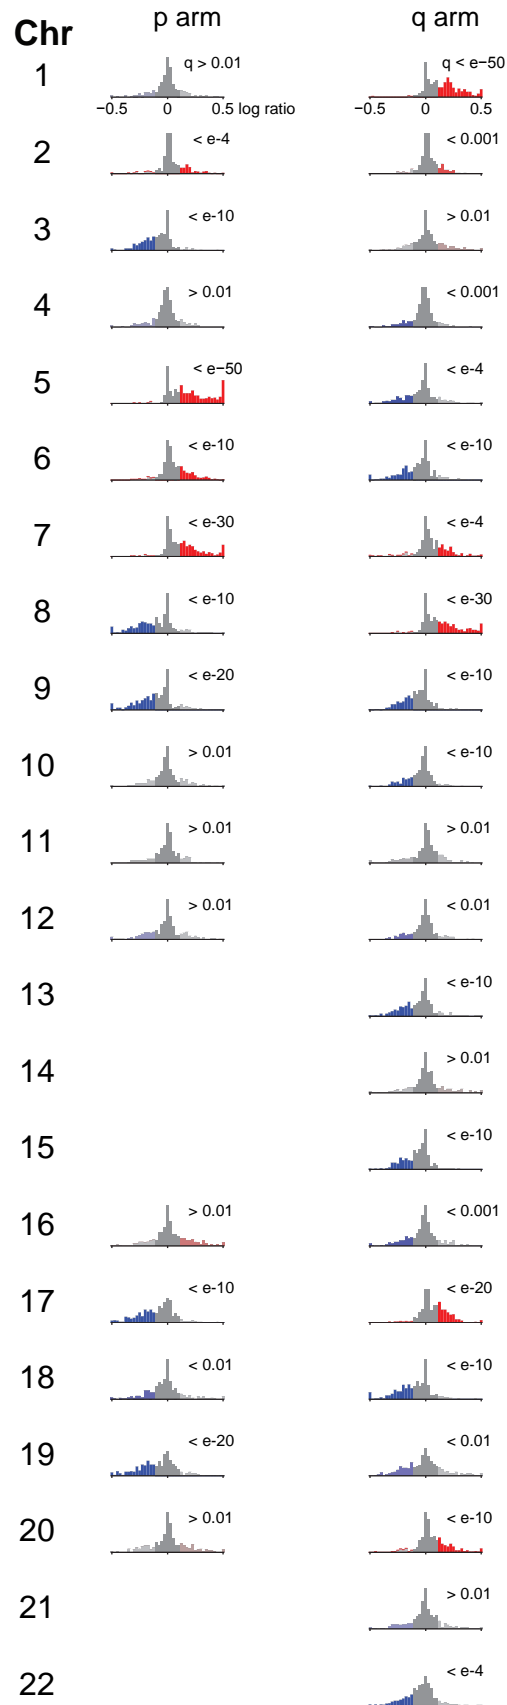 Chr p arm q arm
1 q > 0.01 q < e−50
−0.5 0 0.5 log ratio −0.5 0 0.5
2 < e-4 < 0.001
3 < e-10 > 0.01
4 > 0.01 < 0.001
5 < e−50 < e-4
6 < e-10 < e-10
7 < e-30 < e-4
8 < e-10 < e-30
9 < e-20 < e-10
10 > 0.01 < e-10
11 > 0.01 > 0.01
12 > 0.01 < 0.01
13 < e-10
14 > 0.01
15 < e-10
16 > 0.01 < 0.001
17 < e-10 < e-20
18 < 0.01 < e-10
19 < e-20 < 0.01
20 > 0.01 < e-10
21 > 0.01
22 < e-4